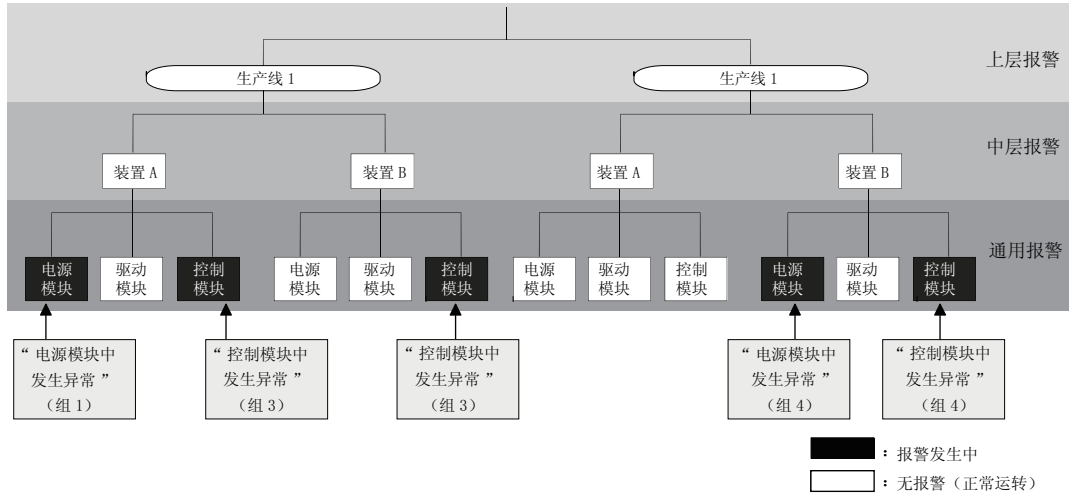 上层报警
生产线 1
生产线 1
中层报警
装置 A
装置 B
装置 A
装置 B
通用报警
电源
模块
驱动
模块
控制
模块
电源
模块
驱动
模块
控制
模块
电源
模块
驱动
模块
控制
模块
电源
模块
驱动
模块
控制
模块
“ 电源模块中
发生异常 ”
（组 1）
“ 控制模块中
发生异常 ”
（组 3）
“ 控制模块中
发生异常 ”
（组 3）
“ 电源模块中
发生异常 ”
（组 4）
“ 控制模块中
发生异常 ”
（组 4）
：报警发生中
：无报警（正常运转）